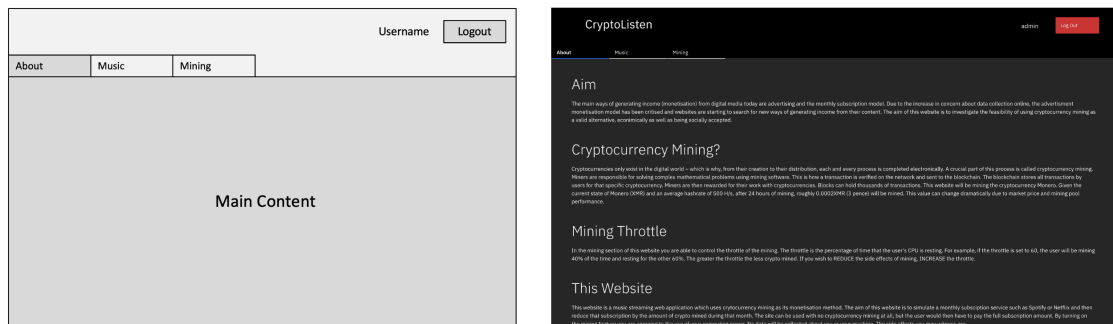 Username Logout
About Music Mining
Main Content
CryptoListen admin Log Out
About Music Mining
Aim
The main ways of generating income (monetisation) from digital media today are advertising and the monthly subscription model. Due to the increase in concern about data collection online, the advertisment
monetisation model has been critised and websites are starting to search for new ways of generating income from their content. The aim of this website is to investigate the feasibility of using cryptocurrency mining as
a valid alternative, econimically as well as being socially accepted.
Cryptocurrency Mining?
Cryptocurrencies only exist in the digital world – which is why, from their creation to their distribution, each and every process is completed electronically. A crucial part of this process is called cryptocurrency mining.
Miners are responsible for solving complex mathematical problems using mining software. This is how a transaction is verified on the network and sent to the blockchain. The blockchain stores all transactions by
users for that specific cryptocurrency. Miners are then rewarded for their work with cryptocurrencies. Blocks can hold thousands of transactions. This website will be mining the cryptocurrency Monero. Given the
current state of Monero (XMR) and an average hashrate of 500 H/s, after 24 hours of mining, roughly 0.0002XMR (3 pence) will be mined. This value can change dramatically due to market price and mining pool
performance.
Mining Throttle
In the mining section of this website you are able to control the throttle of the mining. The throttle is the percentage of time that the user's CPU is resting. For example, if the throttle is set to 60, the user will be mining
40% of the time and resting for the other 60%. The greater the throttle the less crypto mined. If you wish to REDUCE the side effects of mining, INCREASE the throttle.
This Website
This website is a music streaming web application which uses crytocurrency mining as its monetisation method. The aim of this website is to simulate a monthly subsciption service such as Spotify or Netflix and then
reduce that subscription by the amount of crypto mined during that month. The site can be used with no cryptocurrency mining at all, but the user would then have to pay the full subscription amount. By turning on